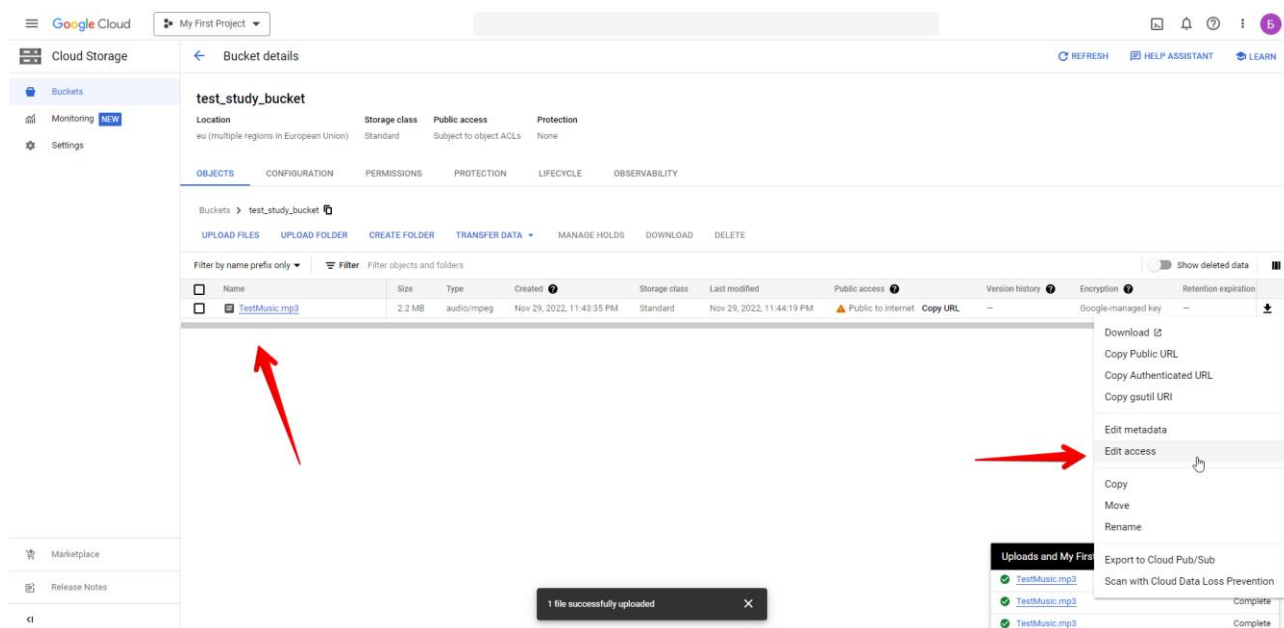 Google Cloud My First Project Б
Cloud Storage Bucket details REFRESH HELP ASSISTANT LEARN
Buckets
Monitoring NEW
Settings
test_study_bucket
Location Storage class Public access Protection
eu (multiple regions in European Union) Standard Subject to object ACLs None
OBJECTS CONFIGURATION PERMISSIONS PROTECTION LIFECYCLE OBSERVABILITY
Buckets > test_study_bucket
UPLOAD FILES UPLOAD FOLDER CREATE FOLDER TRANSFER DATA MANAGE HOLDS DOWNLOAD DELETE
Filter by name prefix only Filter Filter objects and folders Show deleted data
Name Size Type Created Storage class Last modified Public access Version history Encryption Retention expiration
TestMusic.mp3 2.2 MB audio/mpeg Nov 29, 2022, 11:43:35 PM Standard Nov 29, 2022, 11:44:19 PM Public to internet Copy URL — Google-managed key —
Download
Copy Public URL
Copy Authenticated URL
Copy gsutil URI
Edit metadata
Edit access
Copy
Move
Rename
Export to Cloud Pub/Sub
Scan with Cloud Data Loss Prevention
Marketplace
Release Notes
1 file successfully uploaded
Uploads and My First
TestMusic.mp3
TestMusic.mp3 Complete
TestMusic.mp3 Complete